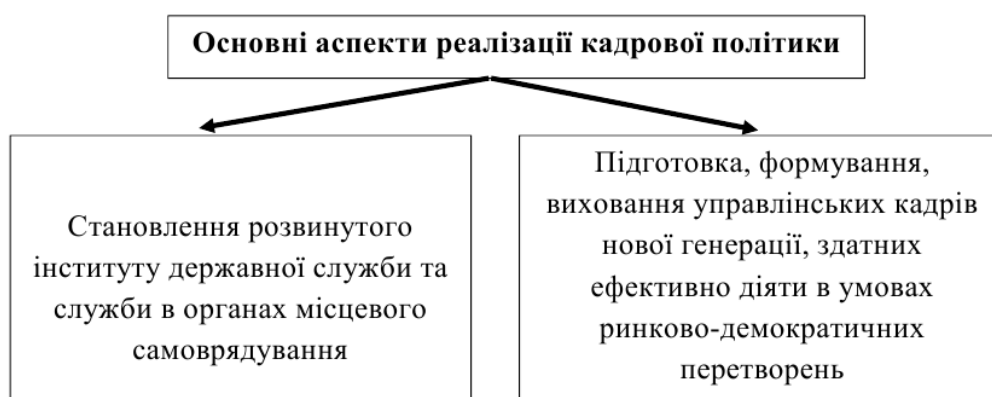 Основні аспекти реалізації кадрової політики
Становлення розвинутого
інституту державної служби та
служби в органах місцевого
самоврядування
Підготовка, формування,
виховання управлінських кадрів
нової генерації, здатних
ефективно діяти в умовах
ринково-демократичних
перетворень